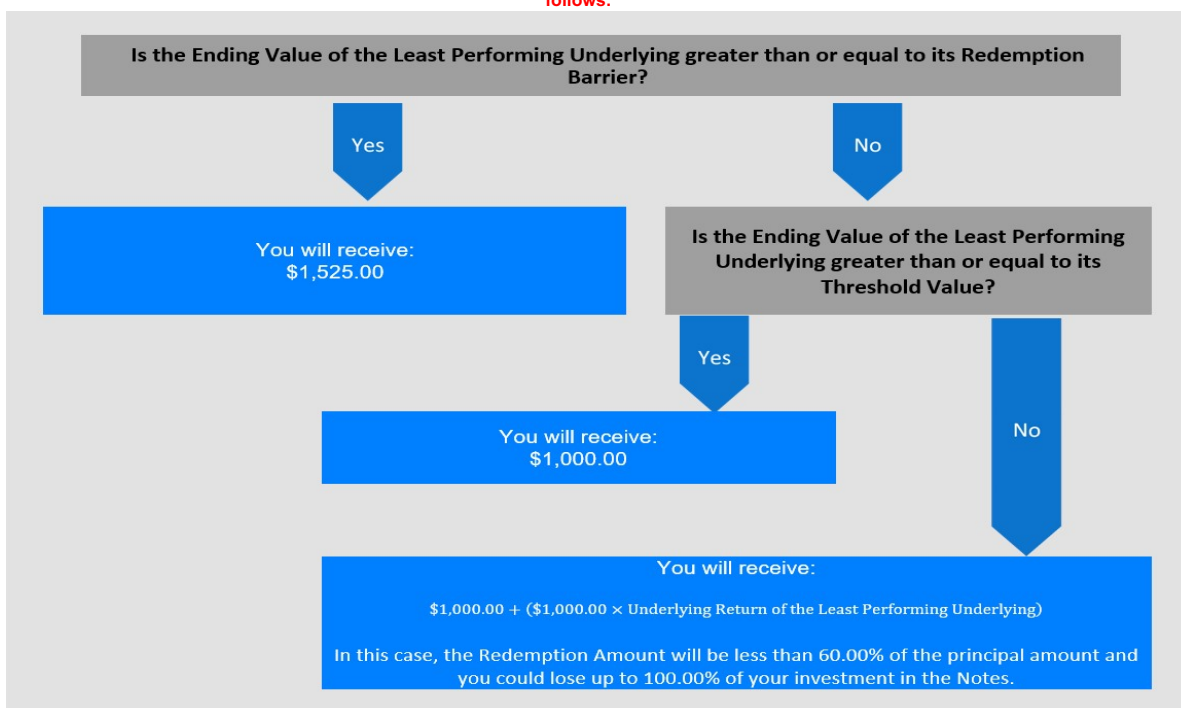 follows:
Is the Ending Value of the Least Performing Underlying greater than or equal to its Redemption
Barrier?
Yes
No
You will receive:
$1,525.00
Is the Ending Value of the Least Performing
Underlying greater than or equal to its
Threshold Value?
Yes
No
You will receive:
$1,000.00
You will receive:
$1,000.00 + ($1,000.00 × Underlying Return of the Least Performing Underlying)
In this case, the Redemption Amount will be less than 60.00% of the principal amount and
you could lose up to 100.00% of your investment in the Notes.